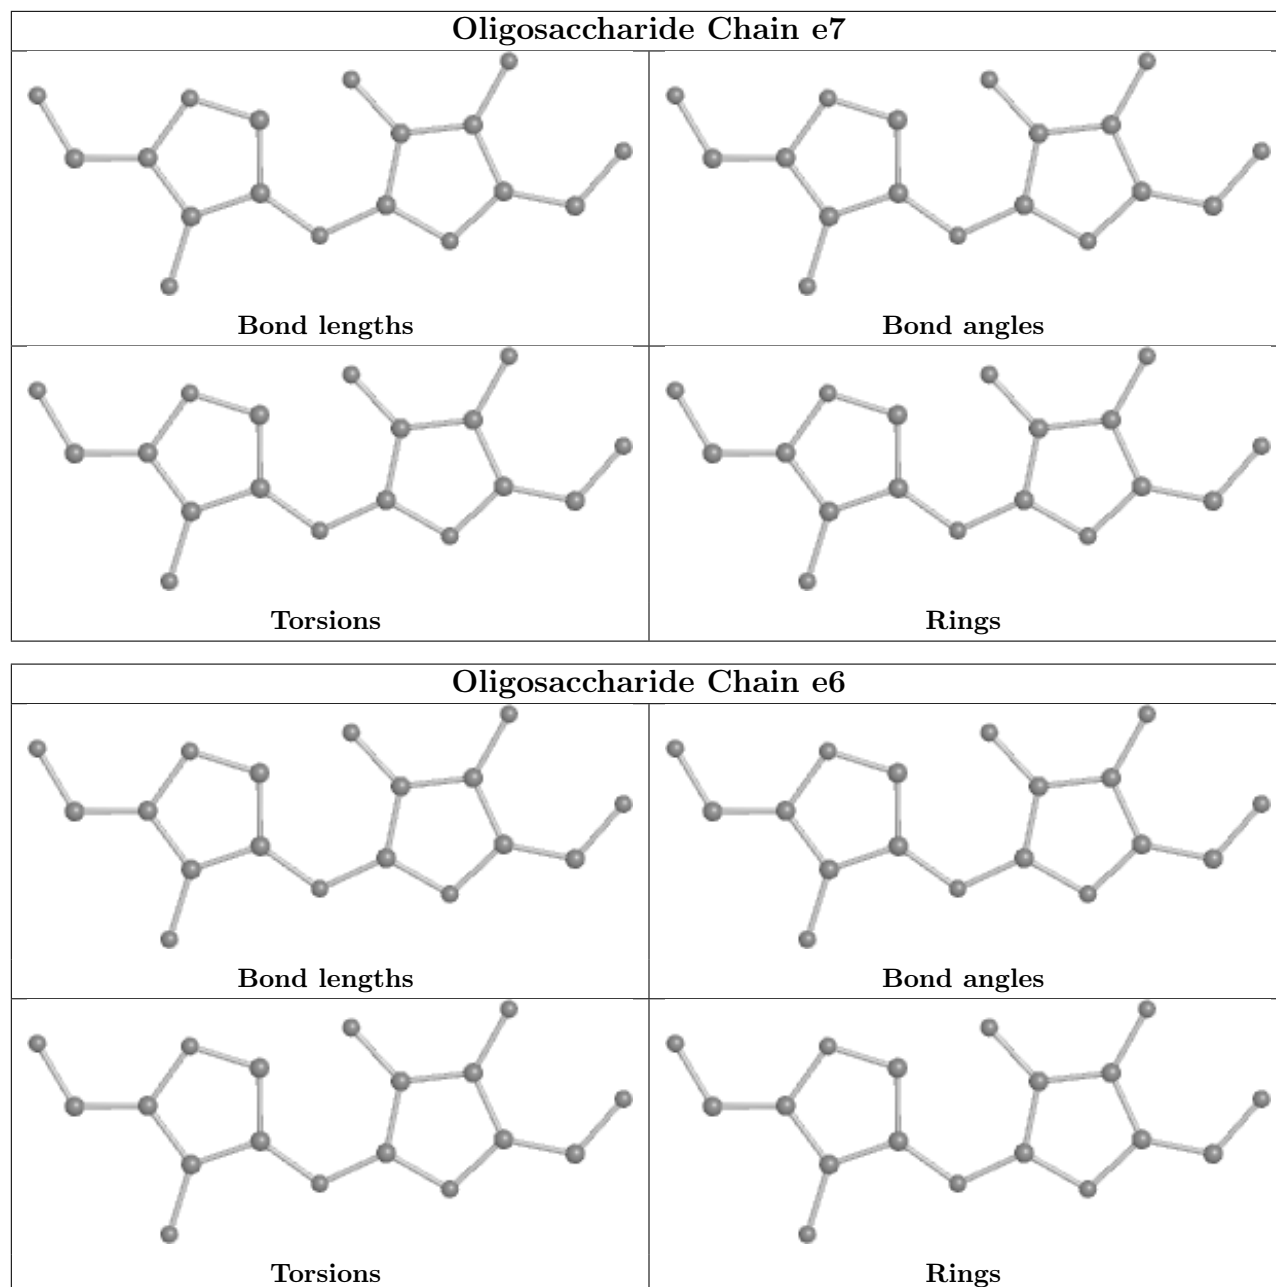 Oligosaccharide Chain e7
Bond lengths
Bond angles
Torsions
Rings
Oligosaccharide Chain e6
Bond lengths
Bond angles
Torsions
Rings